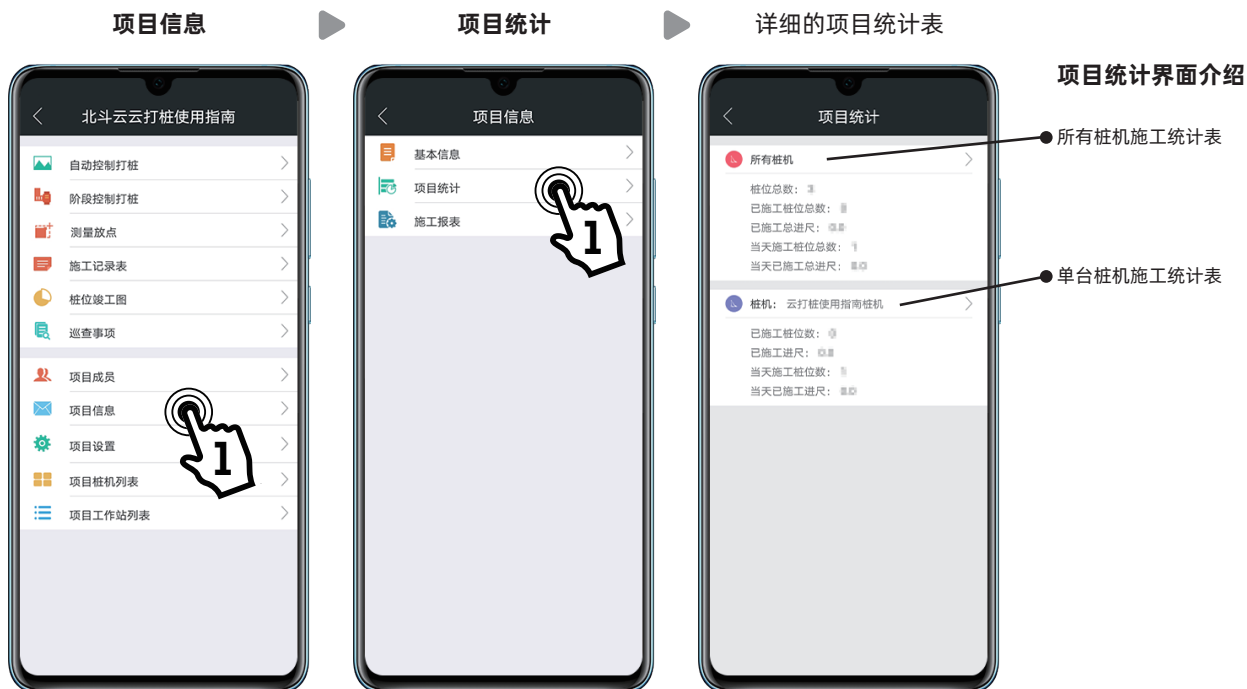 项目信息
项目统计
详细的项目统计表
项目统计界面介绍
北斗云云打桩使用指南
自动控制打桩
阶段控制打桩
测量放点
施工记录表
桩位竣工图
巡查事项
项目成员
项目信息
项目设置
项目桩机列表
项目工作站列表
1
项目信息
基本信息
项目统计
施工报表
1
项目统计
所有桩机
桩位总数：
已施工桩位总数：
已施工总进尺：
当天施工桩位总数：
当天已施工总进尺：
桩机： 云打桩使用指南桩机
已施工桩位数：
已施工进尺：
当天施工桩位数：
当天已施工进尺：
所有桩机施工统计表
单台桩机施工统计表